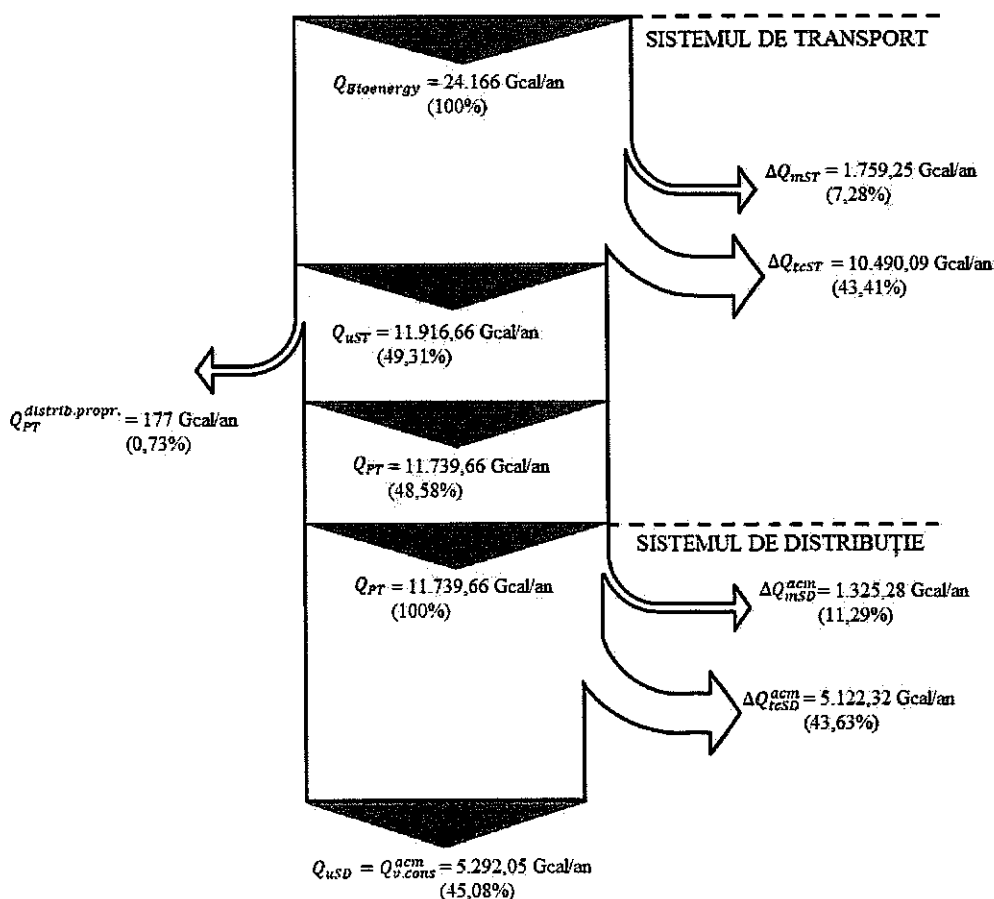 SISTEMUL DE TRANSPORT
Q_Bioenergy = 24.166 Gcal/an
(100%)
ΔQ_mST = 1.759,25 Gcal/an
(7,28%)
ΔQ_tcST = 10.490,09 Gcal/an
(43,41%)
Q_uST = 11.916,66 Gcal/an
(49,31%)
Q_PT^distrib.propr. = 177 Gcal/an
(0,73%)
Q_PT = 11.739,66 Gcal/an
(48,58%)
SISTEMUL DE DISTRIBUȚIE
Q_PT = 11.739,66 Gcal/an
(100%)
ΔQ_mSD^acm = 1.325,28 Gcal/an
(11,29%)
ΔQ_tcSD^acm = 5.122,32 Gcal/an
(43,63%)
Q_uSD = Q_v.cons^acm = 5.292,05 Gcal/an
(45,08%)